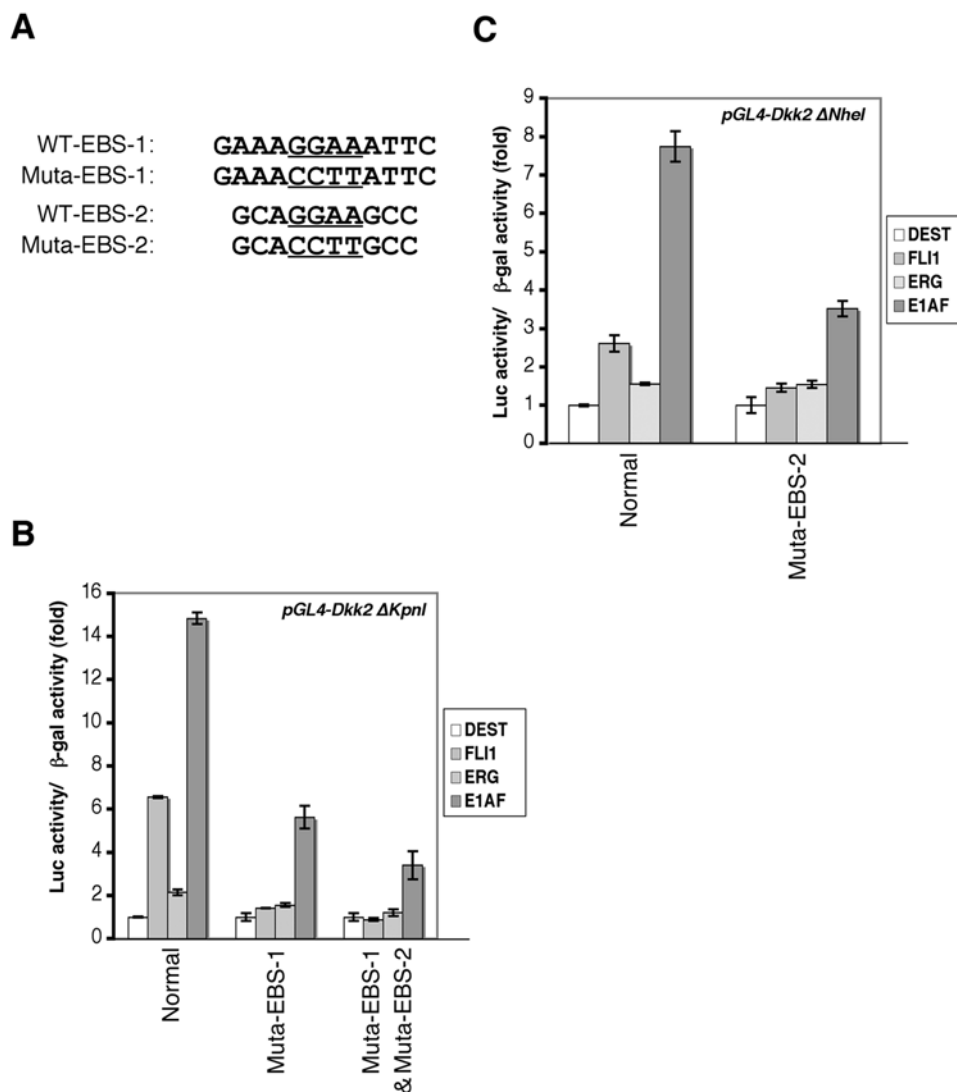 A
WT-EBS-1: GAAAGGAAATTC
Muta-EBS-1: GAAACCTTATTC
WT-EBS-2: GCAGGAAGCC
Muta-EBS-2: GCACCTTGCC
B
Luc activity/ β-gal activity (fold)
pGL4-Dkk2 ΔKpnI
16
14
12
10
8
6
4
2
0
Normal
Muta-EBS-1
Muta-EBS-1
& Muta-EBS-2
DEST
FLI1
ERG
E1AF
C
Luc activity/ β-gal activity (fold)
pGL4-Dkk2 ΔNheI
9
8
7
6
5
4
3
2
1
0
Normal
Muta-EBS-2
DEST
FLI1
ERG
E1AF